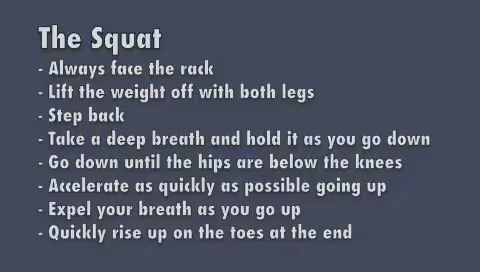 The Squat
- Always face the rack
- Lift the weight off with both legs
- Step back
- Take a deep breath and hold it as you go down
- Go down until the hips are below the knees
- Accelerate as quickly as possible going up
- Expel your breath as you go up
- Quickly rise up on the toes at the end